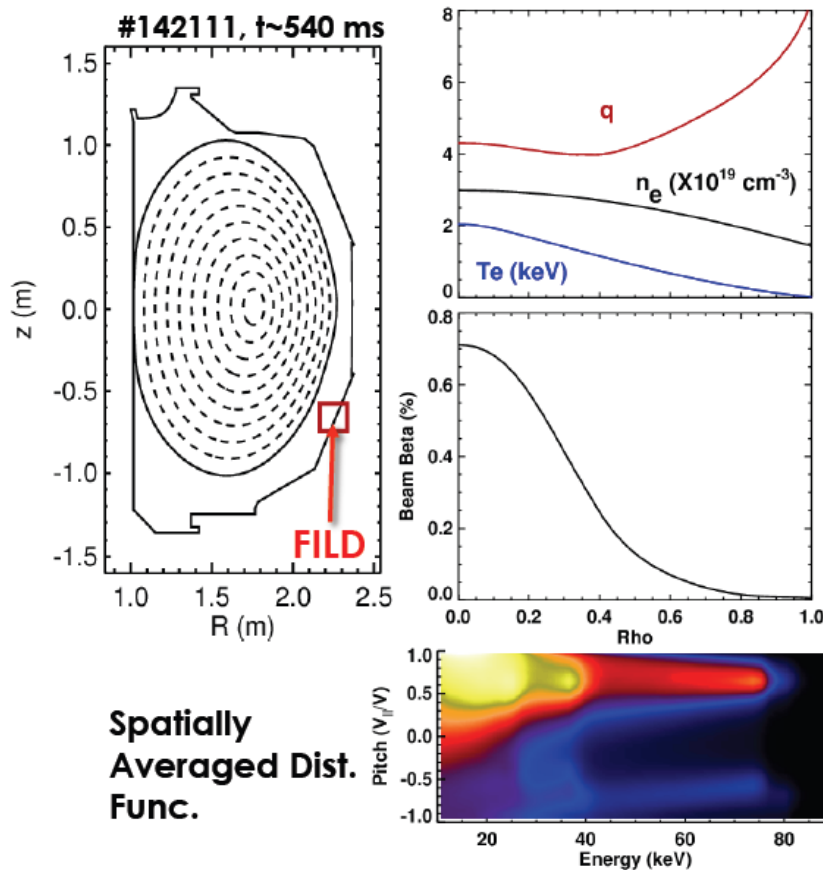 #142111, t~540 ms
1.5
1.0
0.5
0.0
-0.5
-1.0
-1.5
z (m)
1.0 1.5 2.0 2.5
R (m)
FILD
8
6
4
2
0
q
n_e (X10^19 cm^-3)
Te (keV)
0.8
0.6
0.4
0.2
0.0
Beam Beta (%)
0.0 0.2 0.4 0.6 0.8 1.0
Rho
Spatially
Averaged Dist.
Func.
1.0
0.5
0.0
-0.5
-1.0
Pitch (V_||/V)
20 40 60 80
Energy (keV)